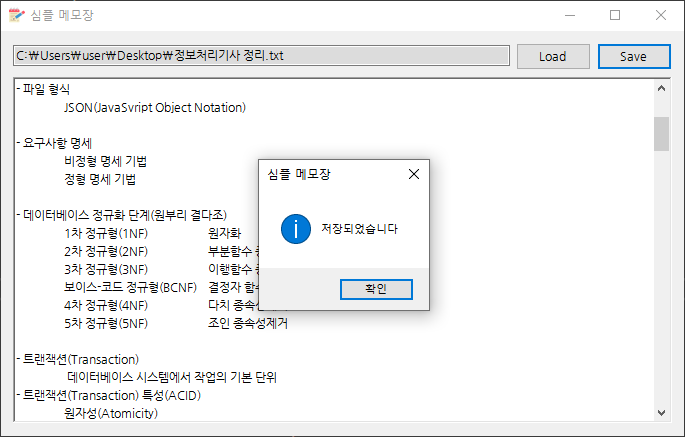 심플 메모장
C:\Users\user\Desktop\정보처리기사 정리.txt
Load
Save
- 파일 형식
JSON(JavaSvript Object Notation)
- 요구사항 명세
비정형 명세 기법
정형 명세 기법
- 데이터베이스 정규화 단계(원부리 결다조)
1차 정규형(1NF) 원자화
2차 정규형(2NF) 부분함수
3차 정규형(3NF) 이행함수
보이스-코드 정규형(BCNF) 결정자
4차 정규형(4NF) 다치
5차 정규형(5NF) 조인 종속성제거
- 트랜잭션(Transaction)
데이터베이스 시스템에서 작업의 기본 단위
- 트랜잭션(Transaction) 특성(ACID)
원자성(Atomicity)
심플 메모장
저장되었습니다
확인